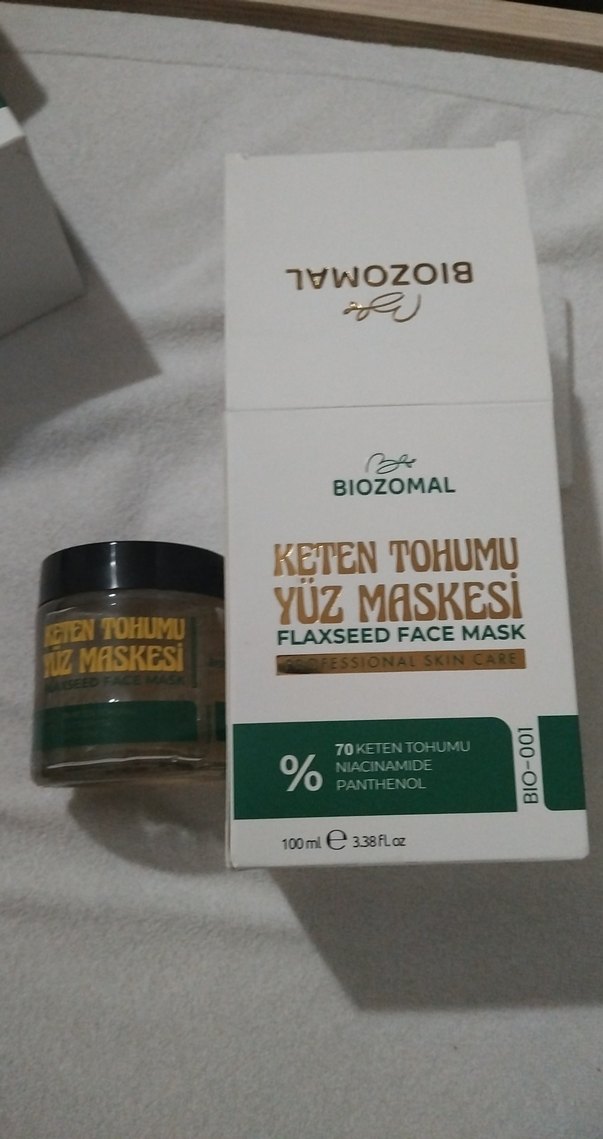 BIOZOMAL
BIOZOMAL
KETEN TOHUMU
YÜZ MASKESİ
FLAXSEED FACE MASK
PROFESSIONAL SKIN CARE
% 70 KETEN TOHUMU
NIACINAMIDE
PANTHENOL
BIO-001
100 ml ℮ 3.38 fl. oz
KETEN TOHUMU
YÜZ MASKESİ
FLAXSEED FACE MASK